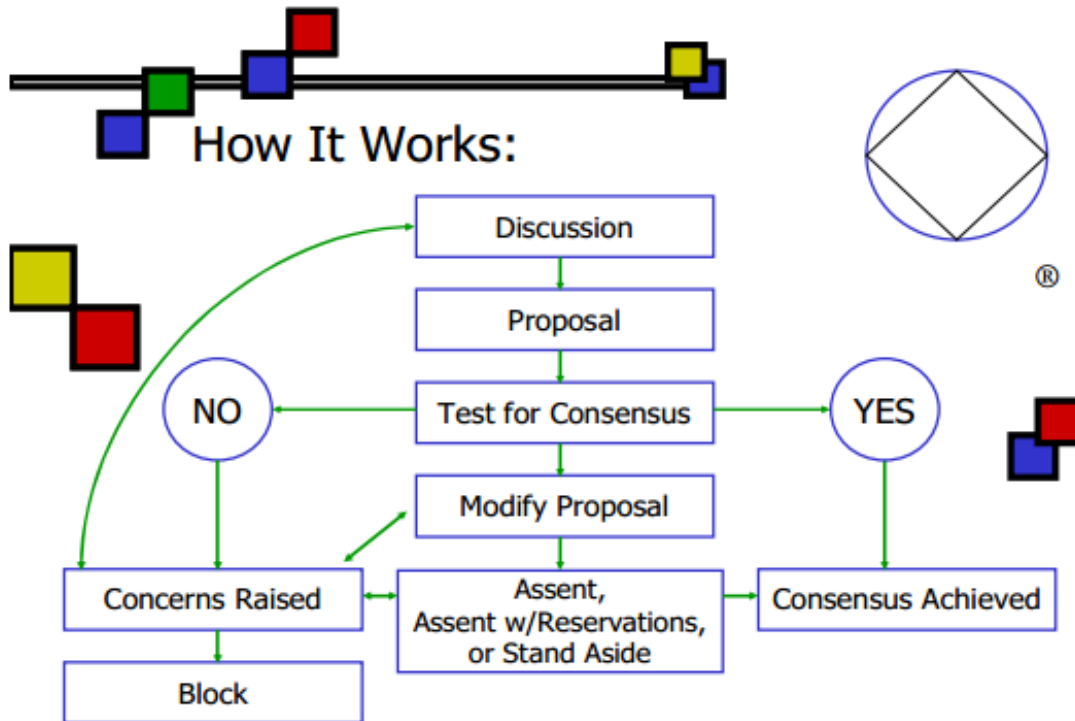 How It Works:
®
Discussion
Proposal
NO
Test for Consensus
YES
Modify Proposal
Concerns Raised
Assent,
Assent w/Reservations,
or Stand Aside
Consensus Achieved
Block